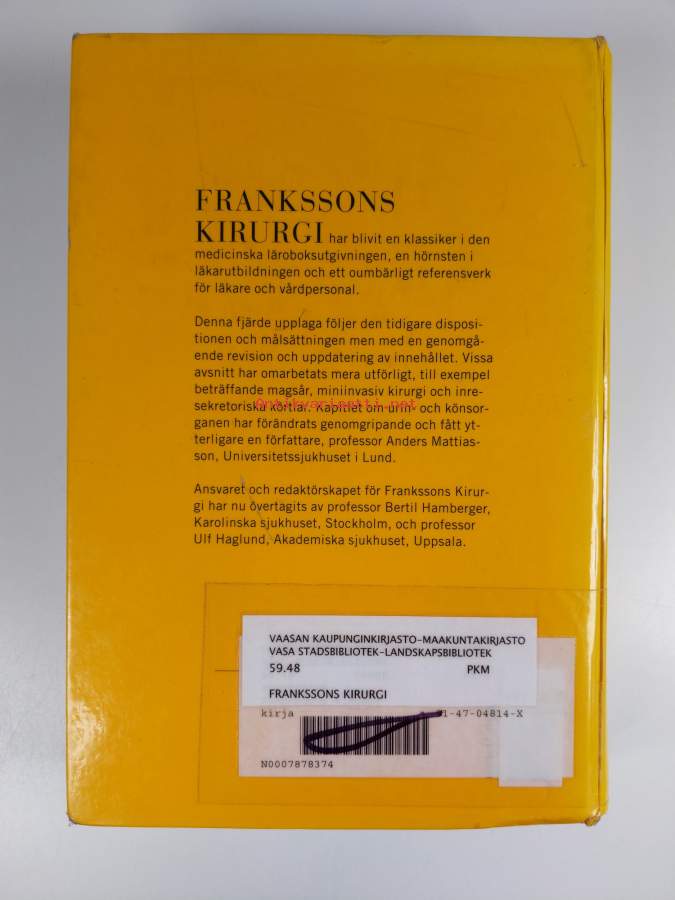 FRANKSSONS
KIRURGI har blivit en klassiker i den
medicinska läroboksutgivningen, en hörnsten i
läkarutbildningen och ett oumbärligt referensverk
för läkare och vårdpersonal.
Denna fjärde upplaga följer den tidigare disposi-
tionen och målsättningen men med en genomgå-
ende revision och uppdatering av innehållet. Vissa
avsnitt har omarbetats mera utförligt, till exempel
beträffande magsår, miniinvasiv kirurgi och inre-
sekretoriska körtlar. Kapitlet om urin- och könsor-
Antikvariaatti.net
ganen har förändrats genomgripande och fått yt-
terligare en författare, professor Anders Mattias-
son, Universitetssjukhuset i Lund.
Ansvaret och redaktörskapet för Frankssons Kirur-
gi har nu övertagits av professor Bertil Hamberger,
Karolinska sjukhuset, Stockholm, och professor
Ulf Haglund, Akademiska sjukhuset, Uppsala.
VAASAN KAUPUNGINKIRJASTO-MAAKUNTAKIRJASTO
VASA STADSBIBLIOTEK-LANDSKAPSBIBLIOTEK
59.48 PKM
FRANKSSONS KIRURGI
kirja 1-47-04814-X
N0007878374